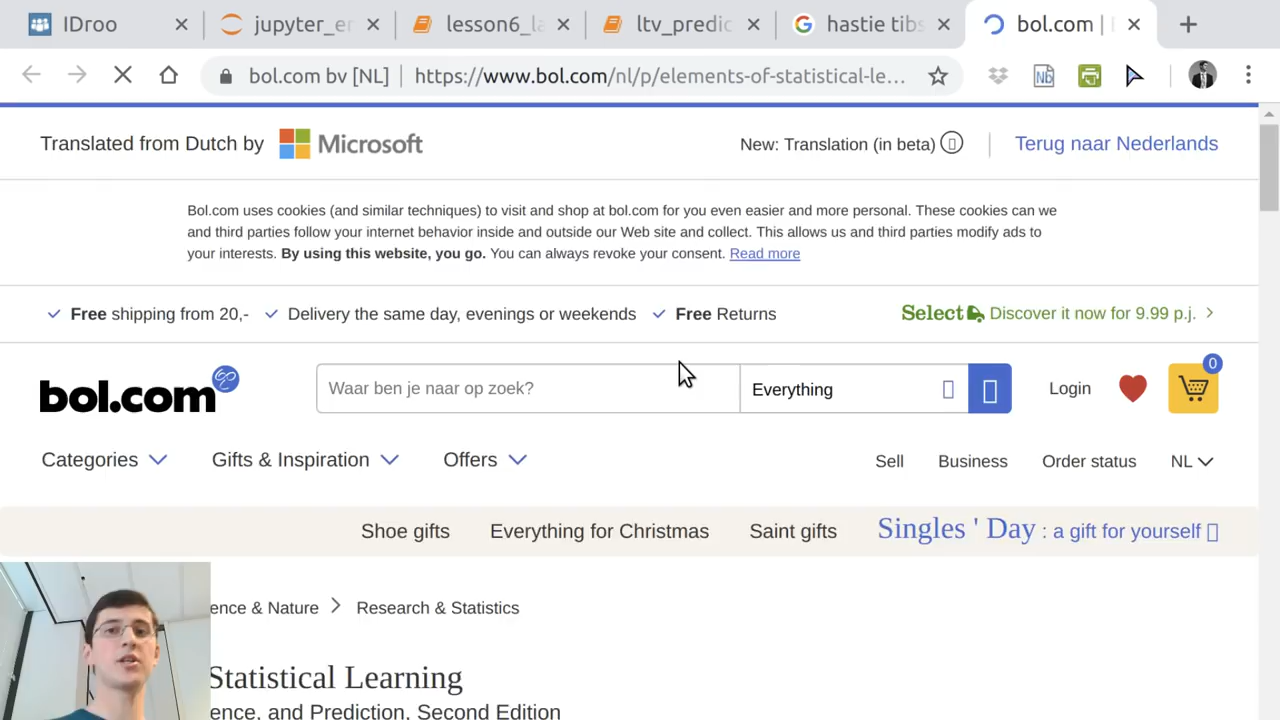 IDroo
jupyter_e
lesson6_la
ltv_predic
hastie tibs
bol.com |
bol.com bv [NL]
https://www.bol.com/nl/p/elements-of-statistical-le...
Translated from Dutch by Microsoft
New: Translation (in beta)
Terug naar Nederlands
Bol.com uses cookies (and similar techniques) to visit and shop at bol.com for you even easier and more personal. These cookies can we
and third parties follow your internet behavior inside and outside our Web site and collect. This allows us and third parties modify ads to
your interests. By using this website, you go. You can always revoke your consent. Read more
Free shipping from 20,-
Delivery the same day, evenings or weekends
Free Returns
Select Discover it now for 9.99 p.j.
bol.com
Waar ben je naar op zoek?
Everything
Login
0
Categories
Gifts & Inspiration
Offers
Sell
Business
Order status
NL
Shoe gifts
Everything for Christmas
Saint gifts
Singles ' Day : a gift for yourself
ence & Nature
Research & Statistics
Statistical Learning
ence, and Prediction, Second Edition